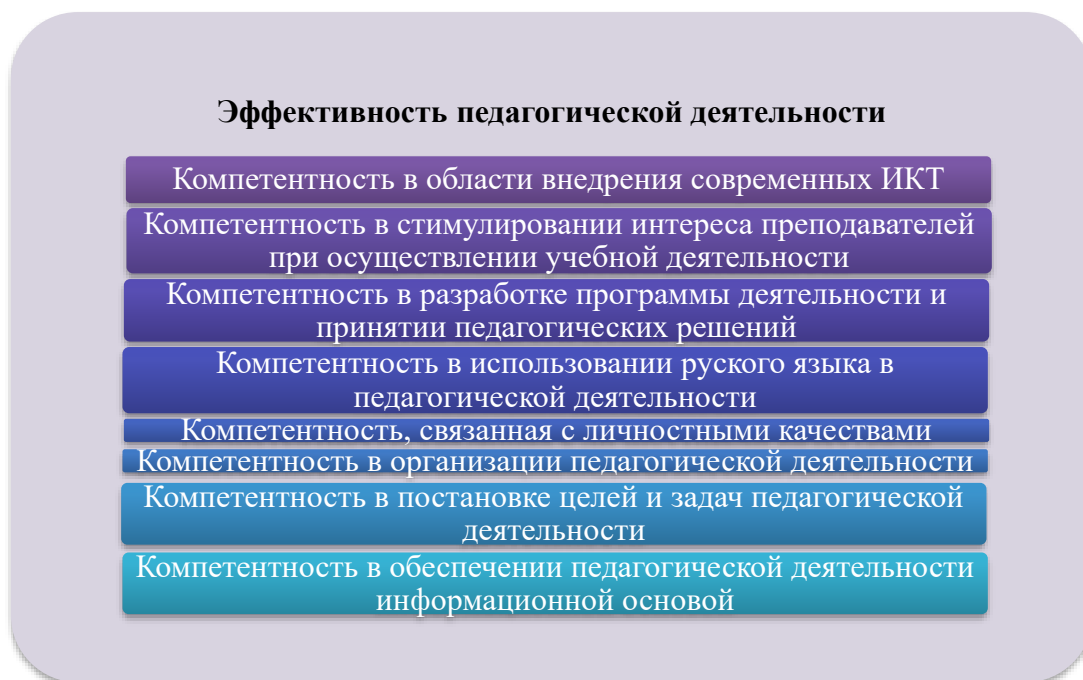 Эффективность педагогической деятельности
Компетентность в области внедрения современных ИКТ
Компетентность в стимулировании интереса преподавателей
при осуществлении учебной деятельности
Компетентность в разработке программы деятельности и
принятии педагогических решений
Компетентность в использовании руского языка в
педагогической деятельности
Компетентность, связанная с личностными качествами
Компетентность в организации педагогической деятельности
Компетентность в постановке целей и задач педагогической
деятельности
Компетентность в обеспечении педагогической деятельности
информационной основой